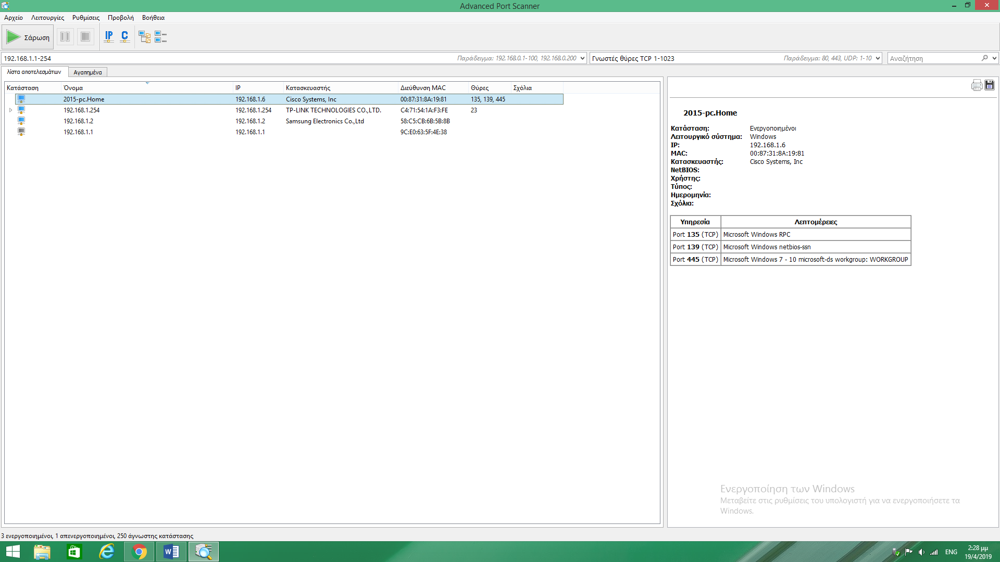 Advanced Port Scanner
Αρχείο Λειτουργίες Ρυθμίσεις Προβολή Βοήθεια
Σάρωση IP C
192.168.1.1-254 Παράδειγμα: 192.168.0.1-100, 192.168.0.200 Γνωστές θύρες TCP 1-1023 Παράδειγμα: 80, 443, UDP: 1-10 Αναζήτηση
λίστα αποτελεσμάτων Αγαπημένα
Κατάσταση Όνομα IP Κατασκευαστής Διεύθυνση MAC Θύρες Σχόλια
2015-pc.Home 192.168.1.6 Cisco Systems, Inc 00:87:31:8A:19:81 135, 139, 445
192.168.1.254 192.168.1.254 TP-LINK TECHNOLOGIES CO.,LTD. C4:71:54:1A:F3:FE 23
192.168.1.2 192.168.1.2 Samsung Electronics Co.,Ltd 58:C5:CB:6B:5B:8B
192.168.1.1 192.168.1.1 9C:E0:63:5F:4E:38
2015-pc.Home
Κατάσταση: Ενεργοποιημένοι
Λειτουργικό σύστημα: Windows
IP: 192.168.1.6
MAC: 00:87:31:8A:19:81
Κατασκευαστής: Cisco Systems, Inc
NetBIOS:
Χρήστης:
Τύπος:
Ημερομηνία:
Σχόλια:
Υπηρεσία Λεπτομέρειες
Port 135 (TCP) Microsoft Windows RPC
Port 139 (TCP) Microsoft Windows netbios-ssn
Port 445 (TCP) Microsoft Windows 7 - 10 microsoft-ds workgroup: WORKGROUP
Ενεργοποίηση των Windows
Μεταβείτε στις ρυθμίσεις του υπολογιστή για να ενεργοποιήσετε τα
Windows.
3 ενεργοποιημένοι, 1 απενεργοποιημένοι, 250 άγνωστης κατάστασης
ENG
2:28 μμ
19/4/2019